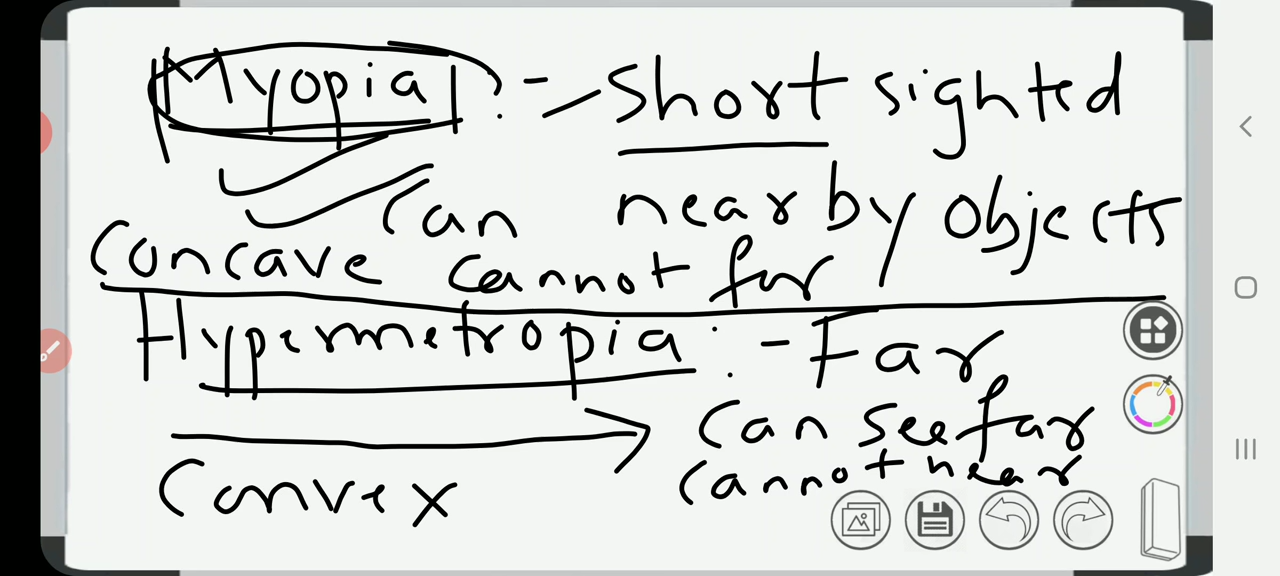 Myopia : - short sighted
can nearby objects
concave cannot far
Hypermetropia : - Far
can see far
cannot near
Convex